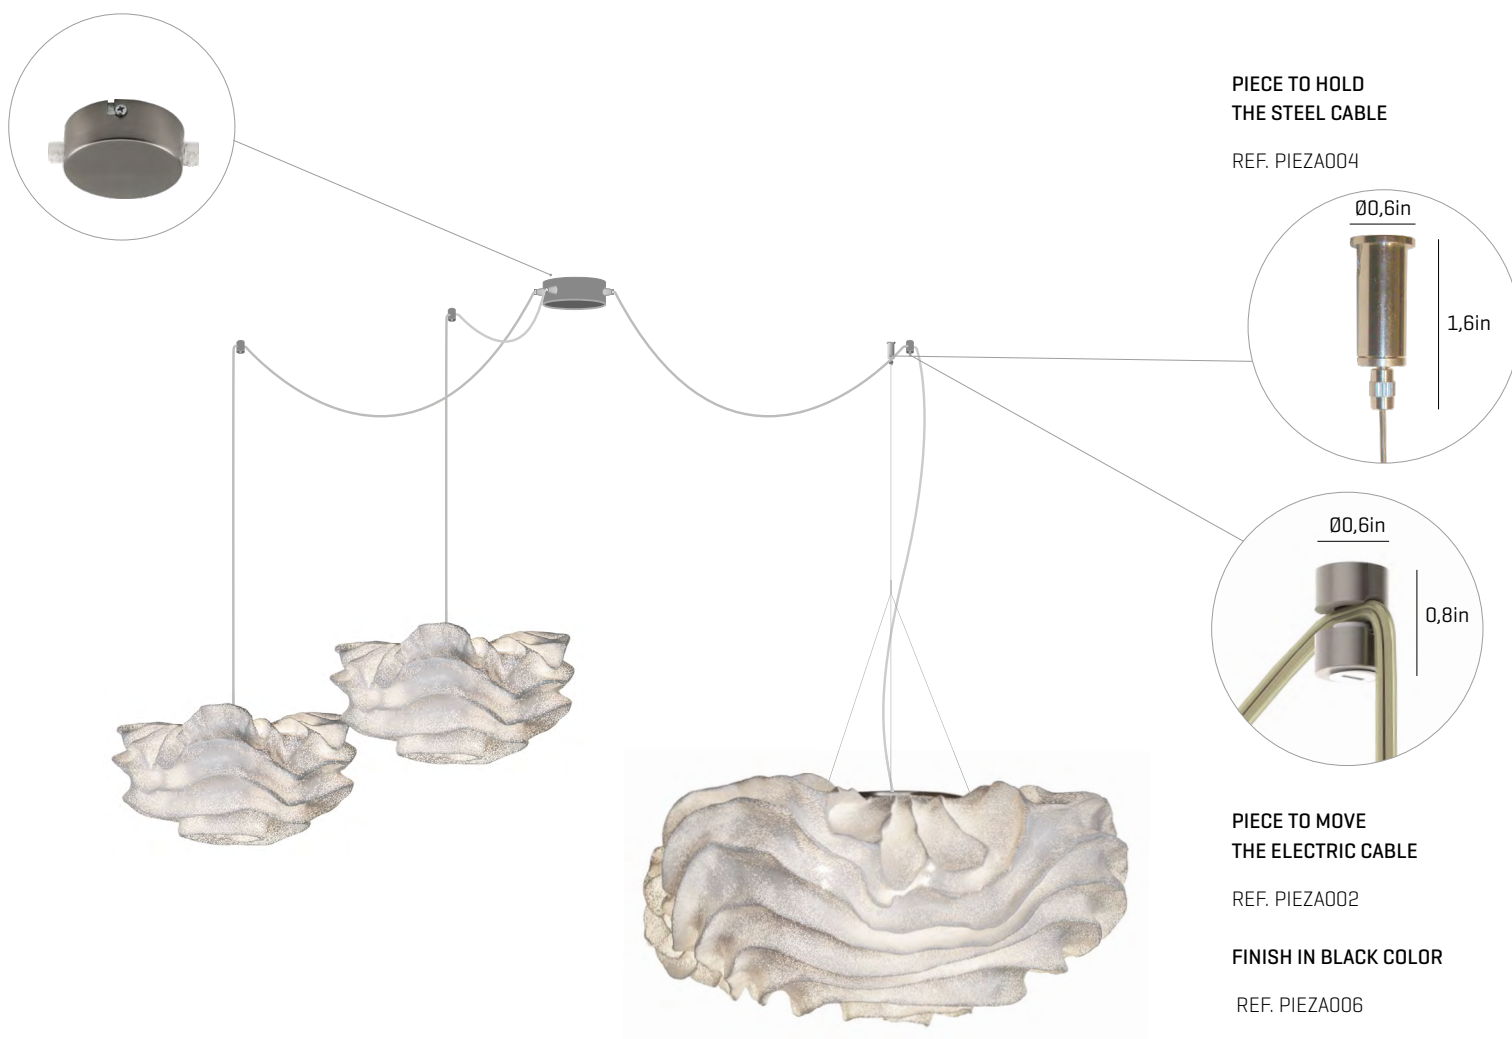 PIECE TO HOLD
THE STEEL CABLE
REF. PIEZA004
Ø0,6in
1,6in
Ø0,6in
0,8in
PIECE TO MOVE
THE ELECTRIC CABLE
REF. PIEZA002
FINISH IN BLACK COLOR
REF. PIEZA006